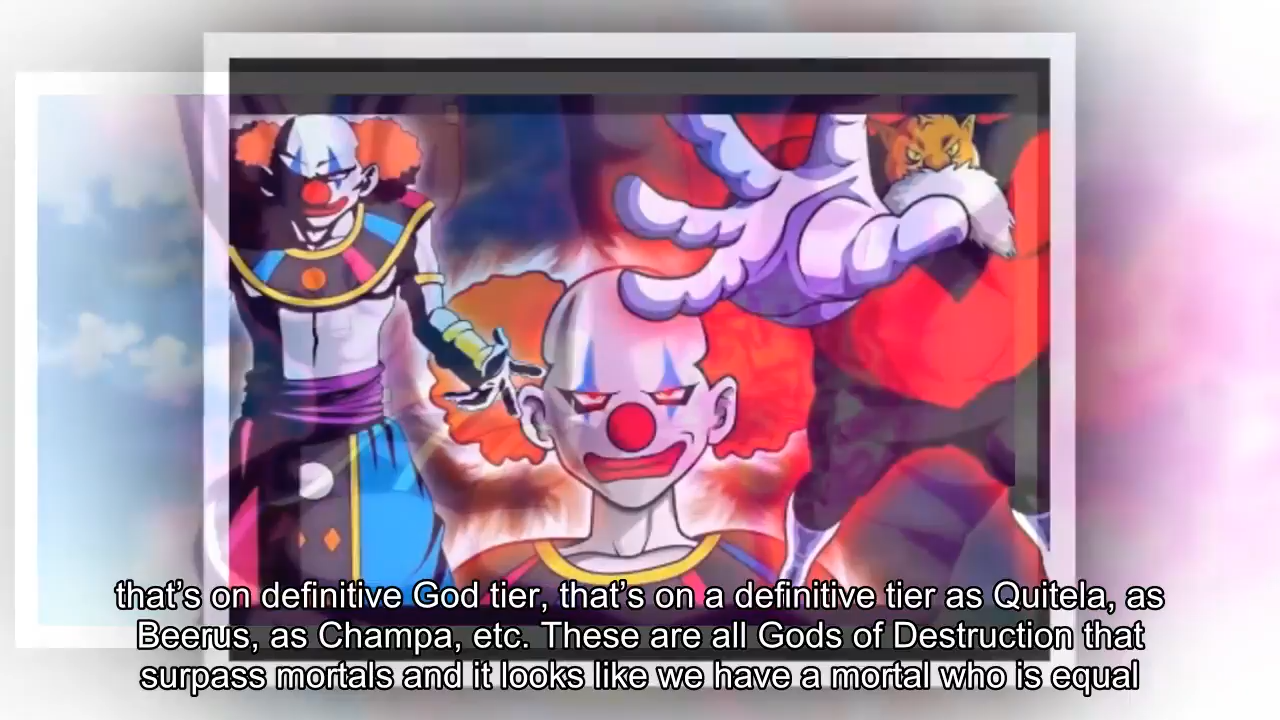 that’s on definitive God tier, that’s on a definitive tier as Quitela, as
Beerus, as Champa, etc. These are all Gods of Destruction that
surpass mortals and it looks like we have a mortal who is equal